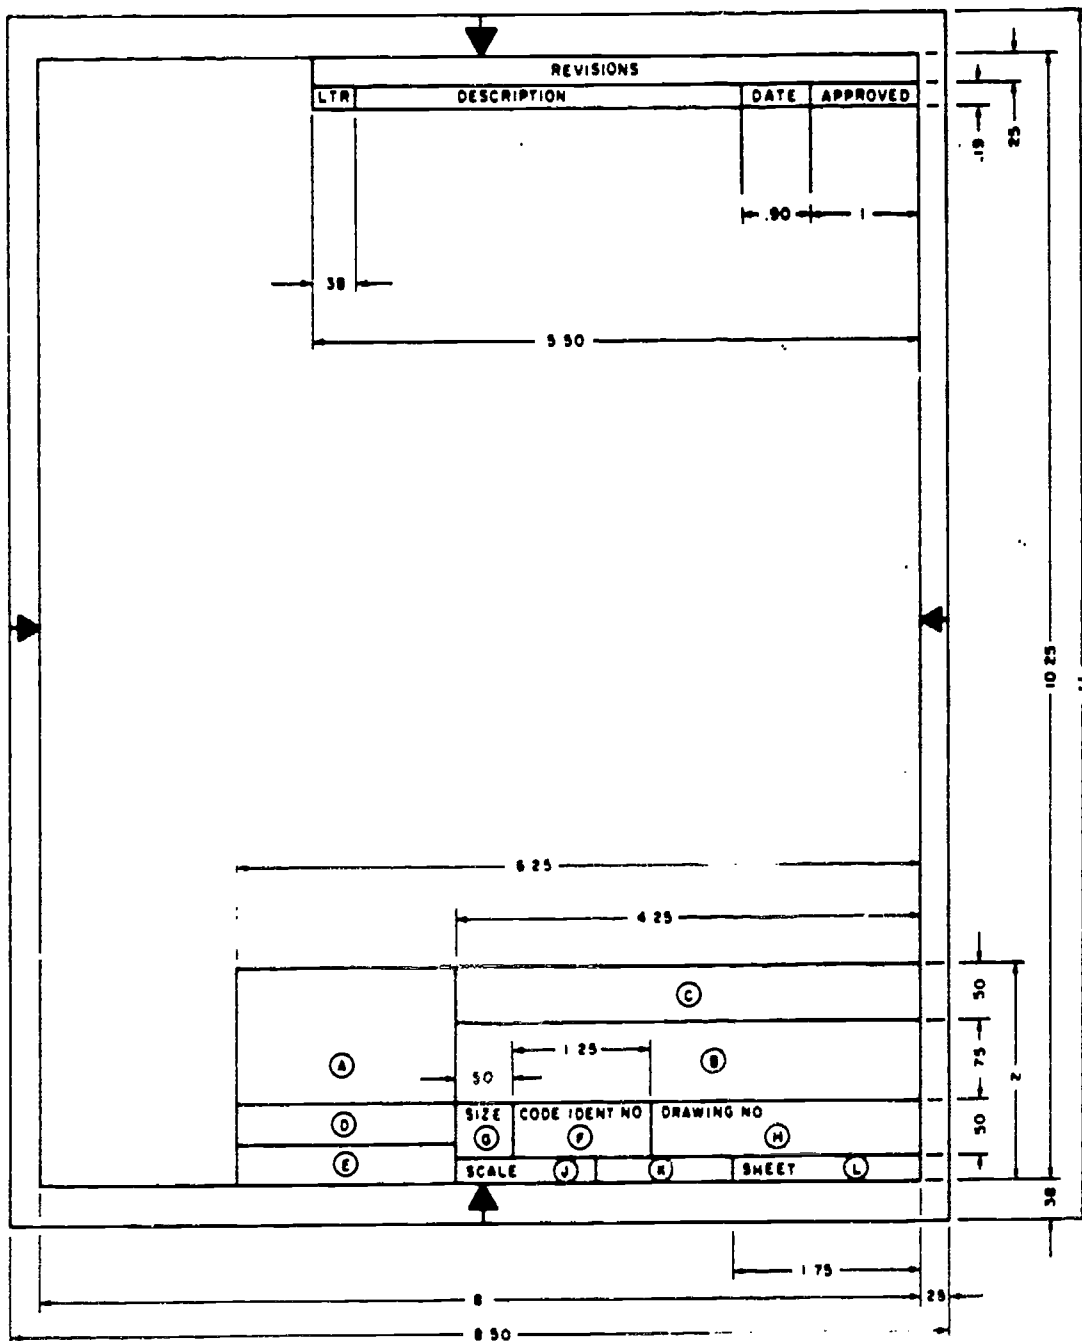 REVISIONS
LTR DESCRIPTION DATE APPROVED
.19 25
.90 1
38
5 50
10 25
6 25
4 25
C
50
1 25
A 50 B 75 2
SIZE CODE IDENT NO DRAWING NO
D G F H 50
E SCALE J K SHEET L
38
1 75
8 25
8 50